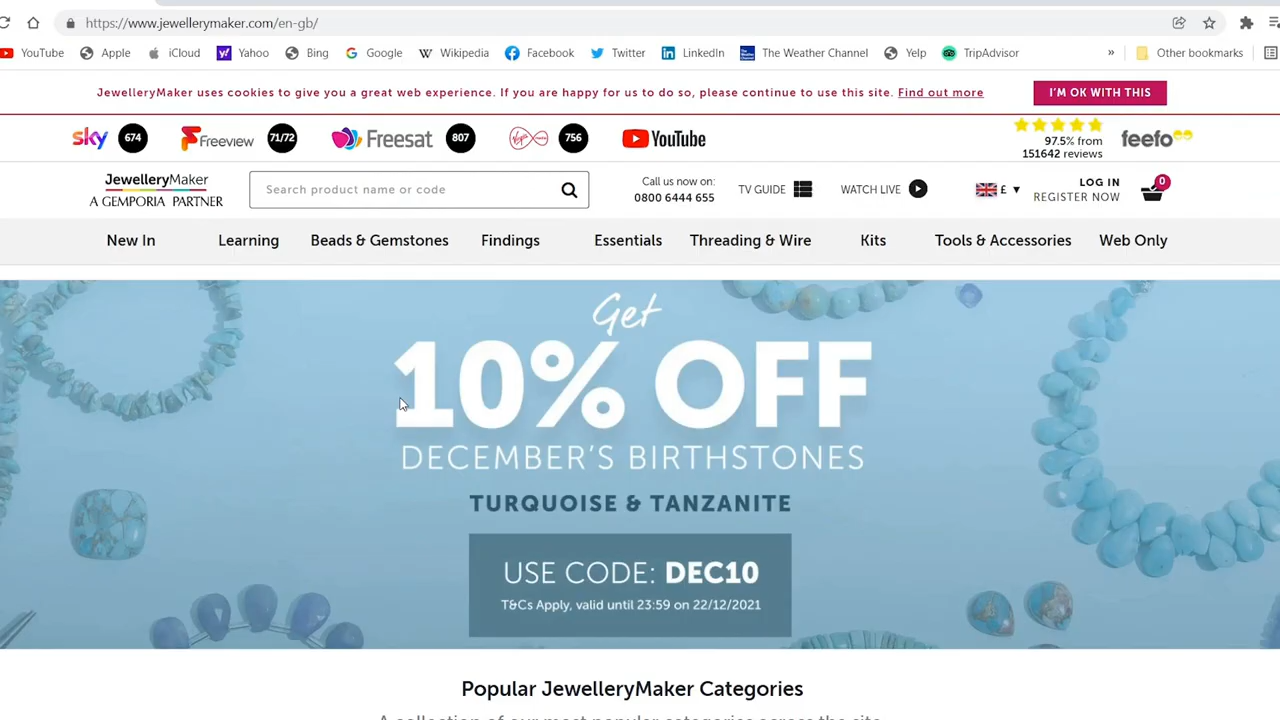 https://www.jewellerymaker.com/en-gb/
YouTube Apple iCloud Yahoo Bing Google Wikipedia Facebook Twitter LinkedIn The Weather Channel Yelp TripAdvisor » Other bookmarks
JewelleryMaker uses cookies to give you a great web experience. If you are happy for us to do so, please continue to use this site. Find out more
I'M OK WITH THIS
sky 674 Freeview 71/72 Freesat 807 756 YouTube
97.5% from
151642 reviews
feefo
JewelleryMaker
A GEMPORIA PARTNER
Search product name or code
Call us now on:
0800 6444 655
TV GUIDE
WATCH LIVE
£ ▼
LOG IN
REGISTER NOW
0
New In Learning Beads & Gemstones Findings Essentials Threading & Wire Kits Tools & Accessories Web Only
Get
10% OFF
DECEMBER'S BIRTHSTONES
TURQUOISE & TANZANITE
USE CODE: DEC10
T&Cs Apply, valid until 23:59 on 22/12/2021
Popular JewelleryMaker Categories
A collection of our most popular categories across the site